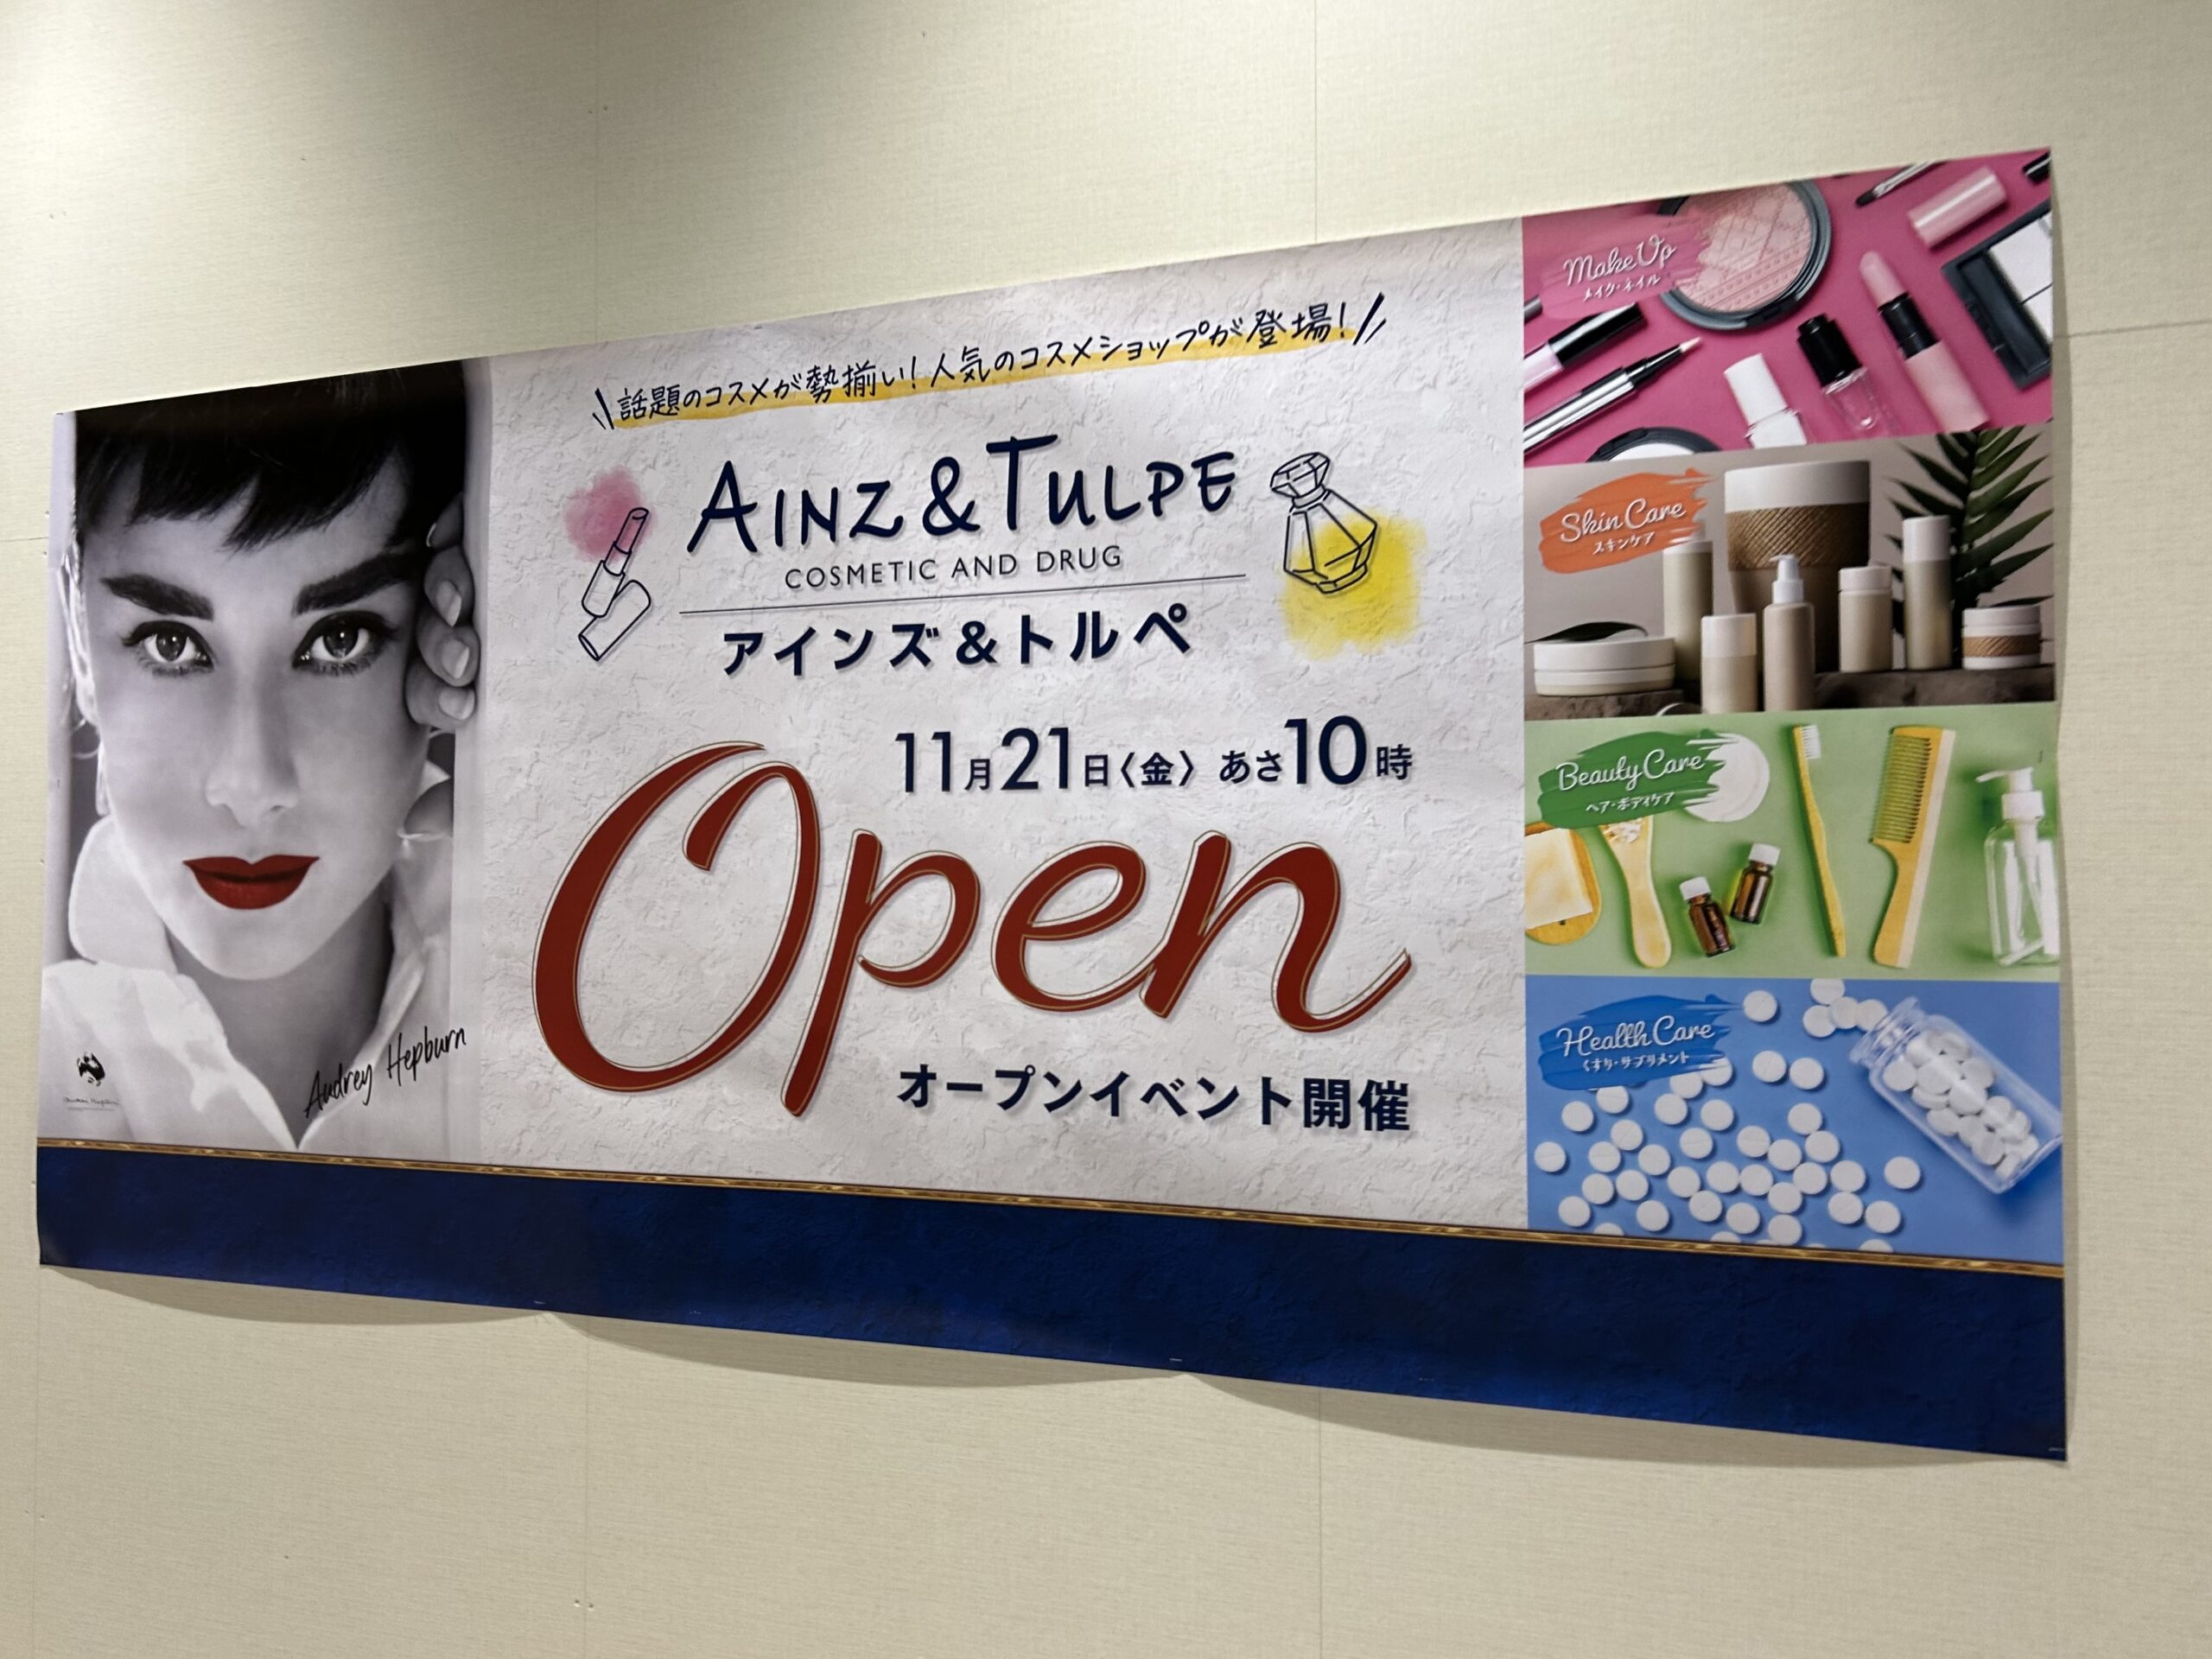 話題のコスメが勢揃い!人気のコスメショップが登場!
AINZ&TULPE
COSMETIC AND DRUG
アインズ&トルペ
11月21日〈金〉 あさ10時
Open
オープンイベント開催
Audrey Hepburn
Make Up
メイク・ネイル
Skin Care
スキンケア
Beauty Care
ヘア・ボディケア
Health Care
くすり・サプリメント